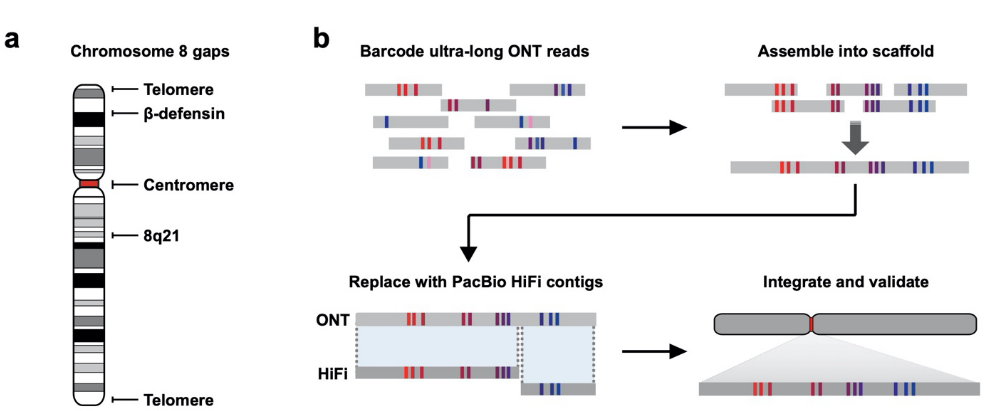 a
Chromosome 8 gaps
Telomere
β-defensin
Centromere
8q21
Telomere
b
Barcode ultra-long ONT reads
Assemble into scaffold
Replace with PacBio HiFi contigs
ONT
HiFi
Integrate and validate